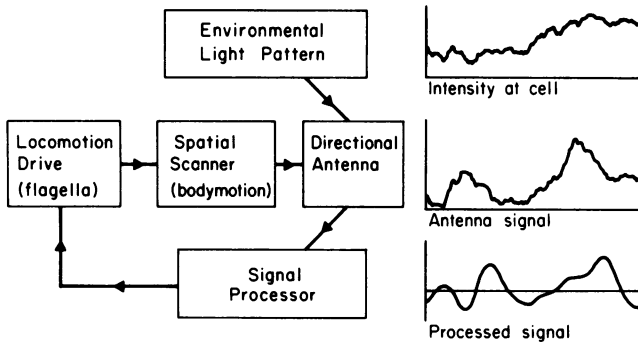 Environmental
Light Pattern
Intensity at cell
Locomotion
Drive
(flagella)
Spatial
Scanner
(bodymotion)
Directional
Antenna
Antenna signal
Signal
Processor
Processed signal